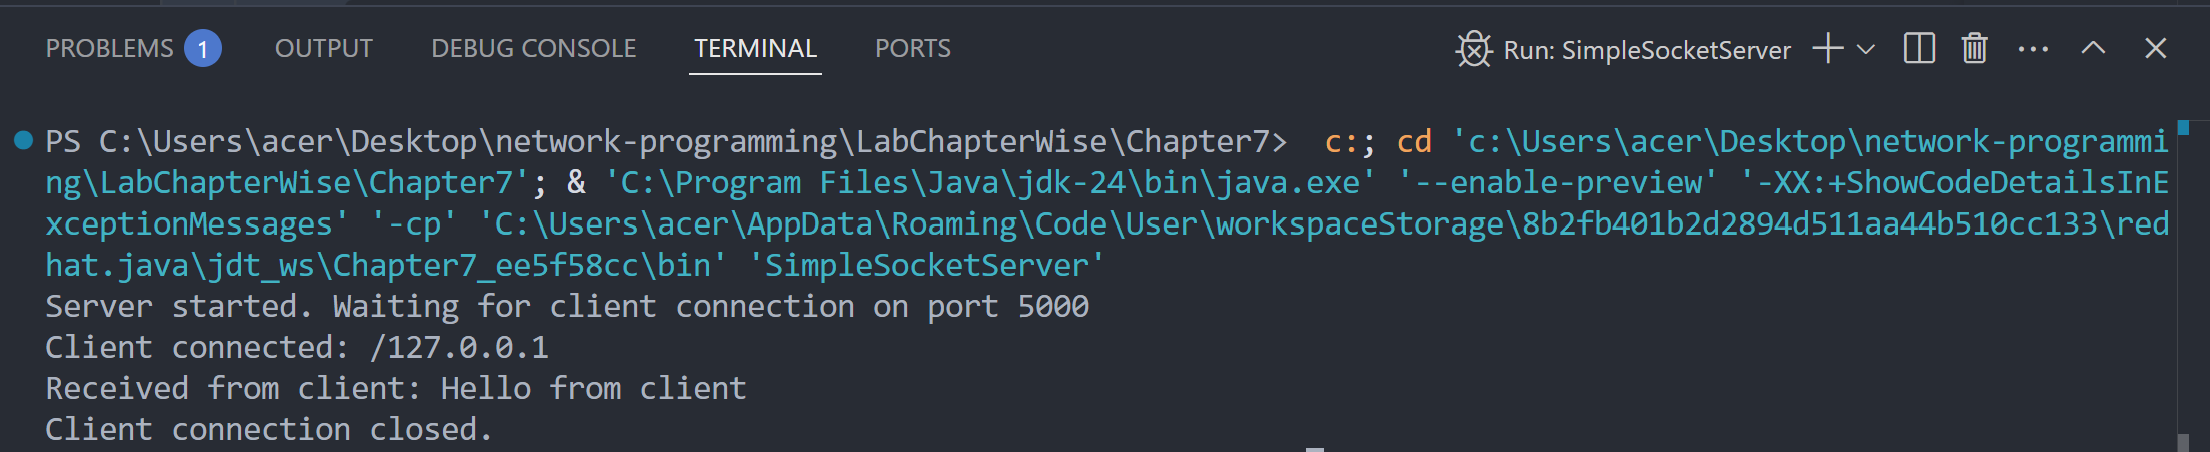 PROBLEMS 1 OUTPUT DEBUG CONSOLE TERMINAL PORTS Run: SimpleSocketServer
PS C:\Users\acer\Desktop\network-programming\LabChapterWise\Chapter7>  c:; cd 'c:\Users\acer\Desktop\network-programmi
ng\LabChapterWise\Chapter7'; & 'C:\Program Files\Java\jdk-24\bin\java.exe' '--enable-preview' '-XX:+ShowCodeDetailsInE
xceptionMessages' '-cp' 'C:\Users\acer\AppData\Roaming\Code\User\workspaceStorage\8b2fb401b2d2894d511aa44b510cc133\red
hat.java\jdt_ws\Chapter7_ee5f58cc\bin' 'SimpleSocketServer'
Server started. Waiting for client connection on port 5000
Client connected: /127.0.0.1
Received from client: Hello from client
Client connection closed.